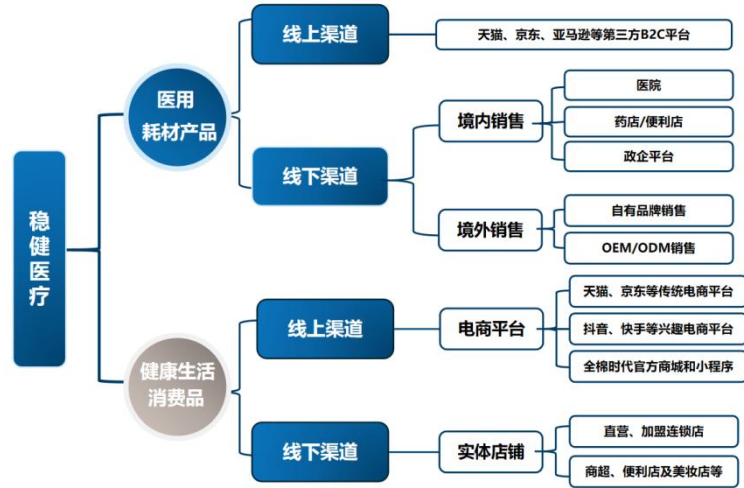 稳健医疗
医用
耗材产品
线上渠道
天猫、京东、亚马逊等第三方B2C平台
线下渠道
境内销售
医院
药店/便利店
政企平台
境外销售
自有品牌销售
OEM/ODM销售
健康生活
消费品
线上渠道
电商平台
天猫、京东等传统电商平台
抖音、快手等兴趣电商平台
全棉时代官方商城和小程序
线下渠道
实体店铺
直营、加盟连锁店
商超、便利店及美妆店等